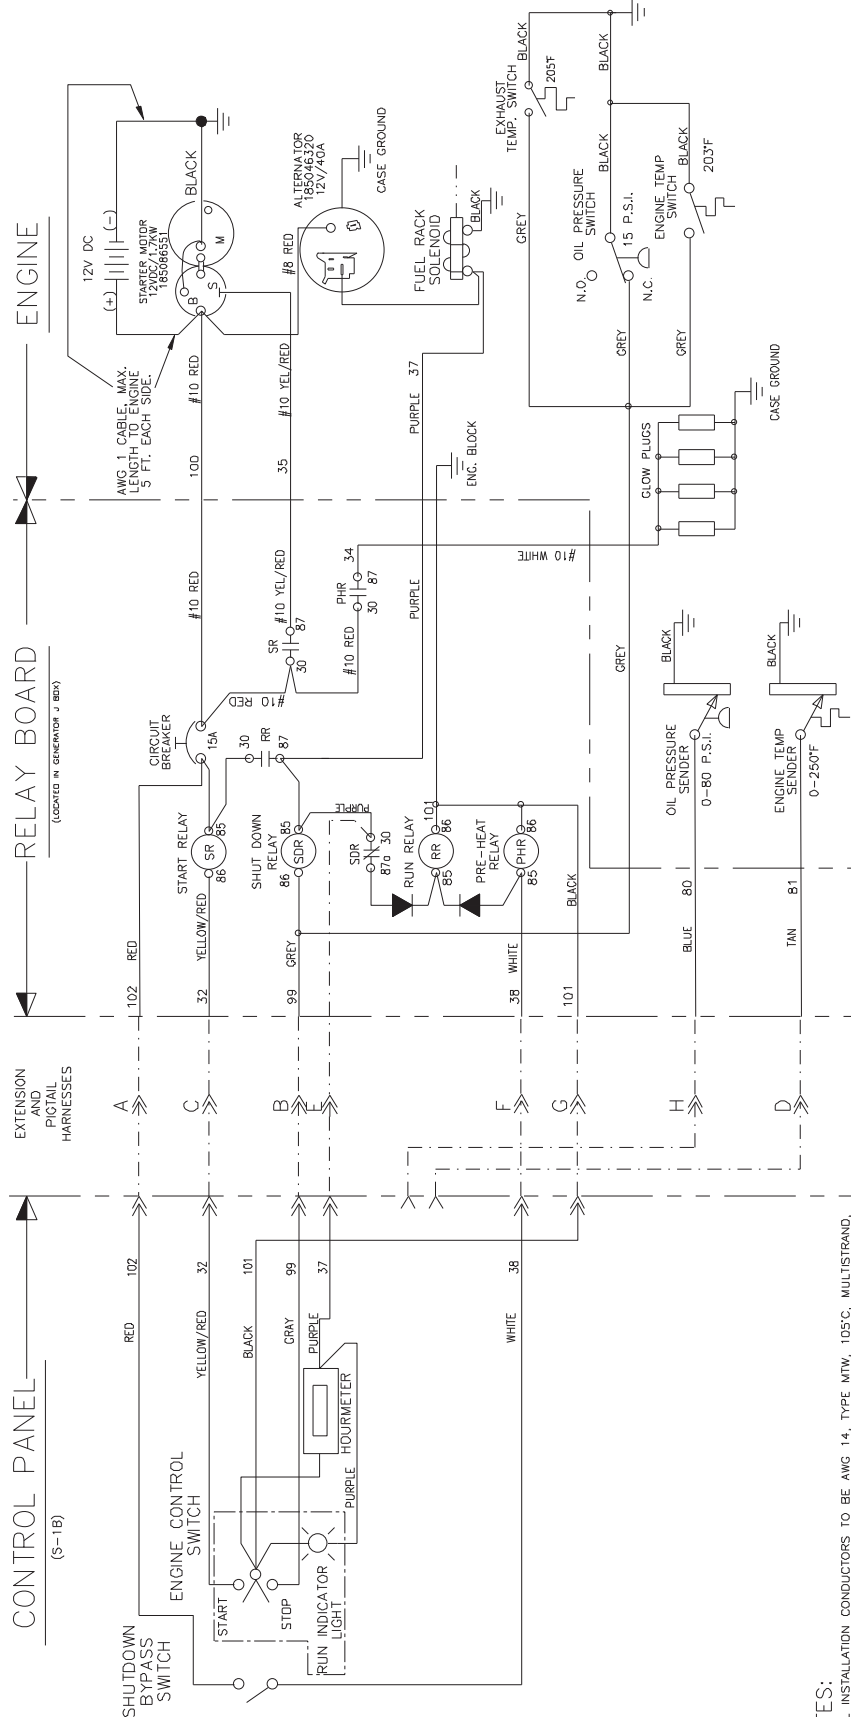 CONTROL PANEL
(S-1B)
EXTENSION
AND
PIGTAIL
HARNESSES
RELAY BOARD
(LOCATED IN GENERATOR J BOX)
ENGINE
SHUTDOWN
BYPASS
SWITCH
ENGINE CONTROL
SWITCH
START
STOP
RUN INDICATOR
LIGHT
HOURMETER
PURPLE
PURPLE
RED
102
YELLOW/RED
32
BLACK
101
GRAY
99
37
WHITE
38
A
C
B
E
F
G
H
D
102
RED
32
YELLOW/RED
99
GREY
38
WHITE
101
BLACK
BLUE
80
TAN
81
START RELAY
86
SR
85
SHUT DOWN
RELAY
86
SDR
85
SDR
87a
30
PURPLE
RUN RELAY
85
RR
86
101
PRE-HEAT
RELAY
85
PHR
86
CIRCUIT
BREAKER
15A
30
RR
87
#10 RED
#10 RED
SR
30
87
#10 YEL/RED
#10 RED
PHR
30
87
34
PURPLE
#10 WHITE
GREY
OIL PRESSURE
SENDER
0-80 P.S.I.
BLACK
ENGINE TEMP
SENDER
0-250°F
BLACK
AWG 1 CABLE, MAX.
LENGTH TO ENGINE
5 FT. EACH SIDE.
100
#10 RED
35
#10 YEL/RED
12V DC
(+)
(-)
STARTER MOTOR
12VDC/1.7KW
185086551
B
S
M
BLACK
#8 RED
ALTERNATOR
185046320
12V/40A
CASE GROUND
FUEL RACK
SOLENOID
BLACK
PURPLE
37
ENG. BLOCK
GLOW PLUGS
CASE GROUND
EXHAUST
TEMP. SWITCH
205°F
BLACK
GREY
OIL PRESSURE
SWITCH
N.O.
N.C.
15 P.S.I.
BLACK
BLACK
GREY
ENGINE TEMP
SWITCH
203°F
BLACK
GREY
TES:
INSTALLATION CONDUCTORS TO BE AWG 14, TYPE MTW, 105°C, MULTISTRAND,